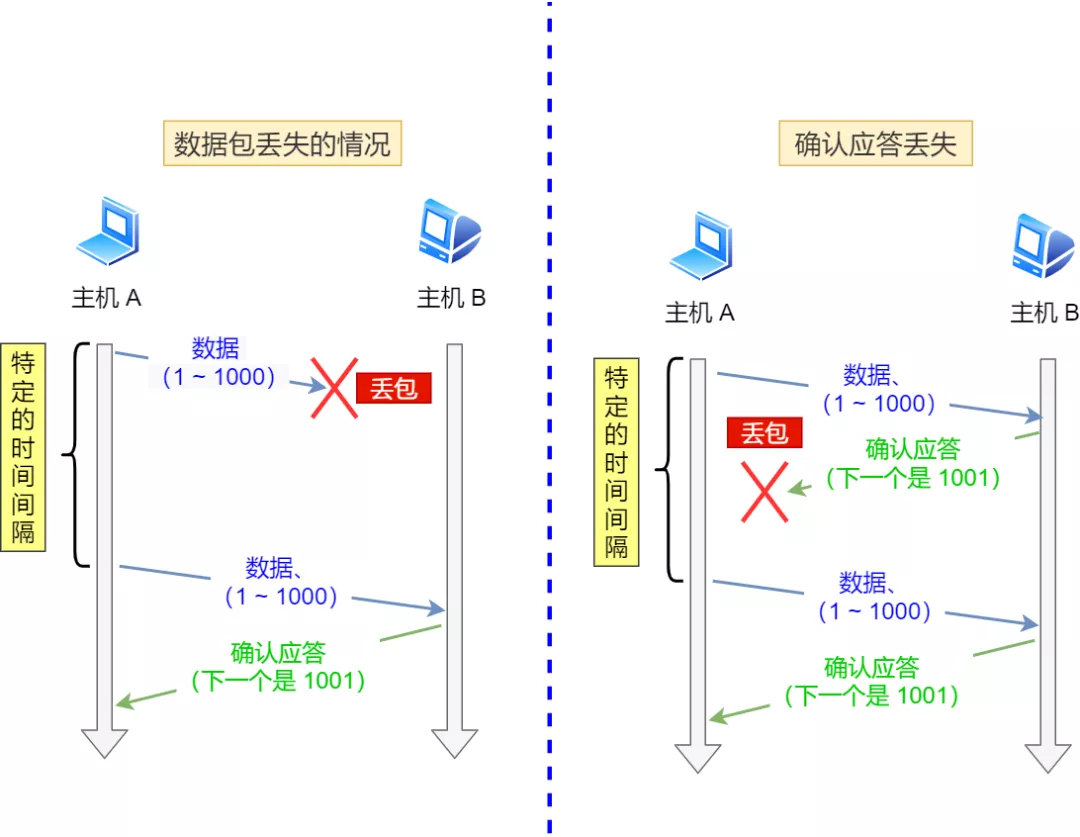 数据包丢失的情况
主机 A
主机 B
特定的时间间隔
数据
（1 ~ 1000）
丢包
数据、
（1 ~ 1000）
确认应答
（下一个是 1001）
确认应答丢失
主机 A
主机 B
特定的时间间隔
数据、
（1 ~ 1000）
丢包
确认应答
（下一个是 1001）
数据、
（1 ~ 1000）
确认应答
（下一个是 1001）